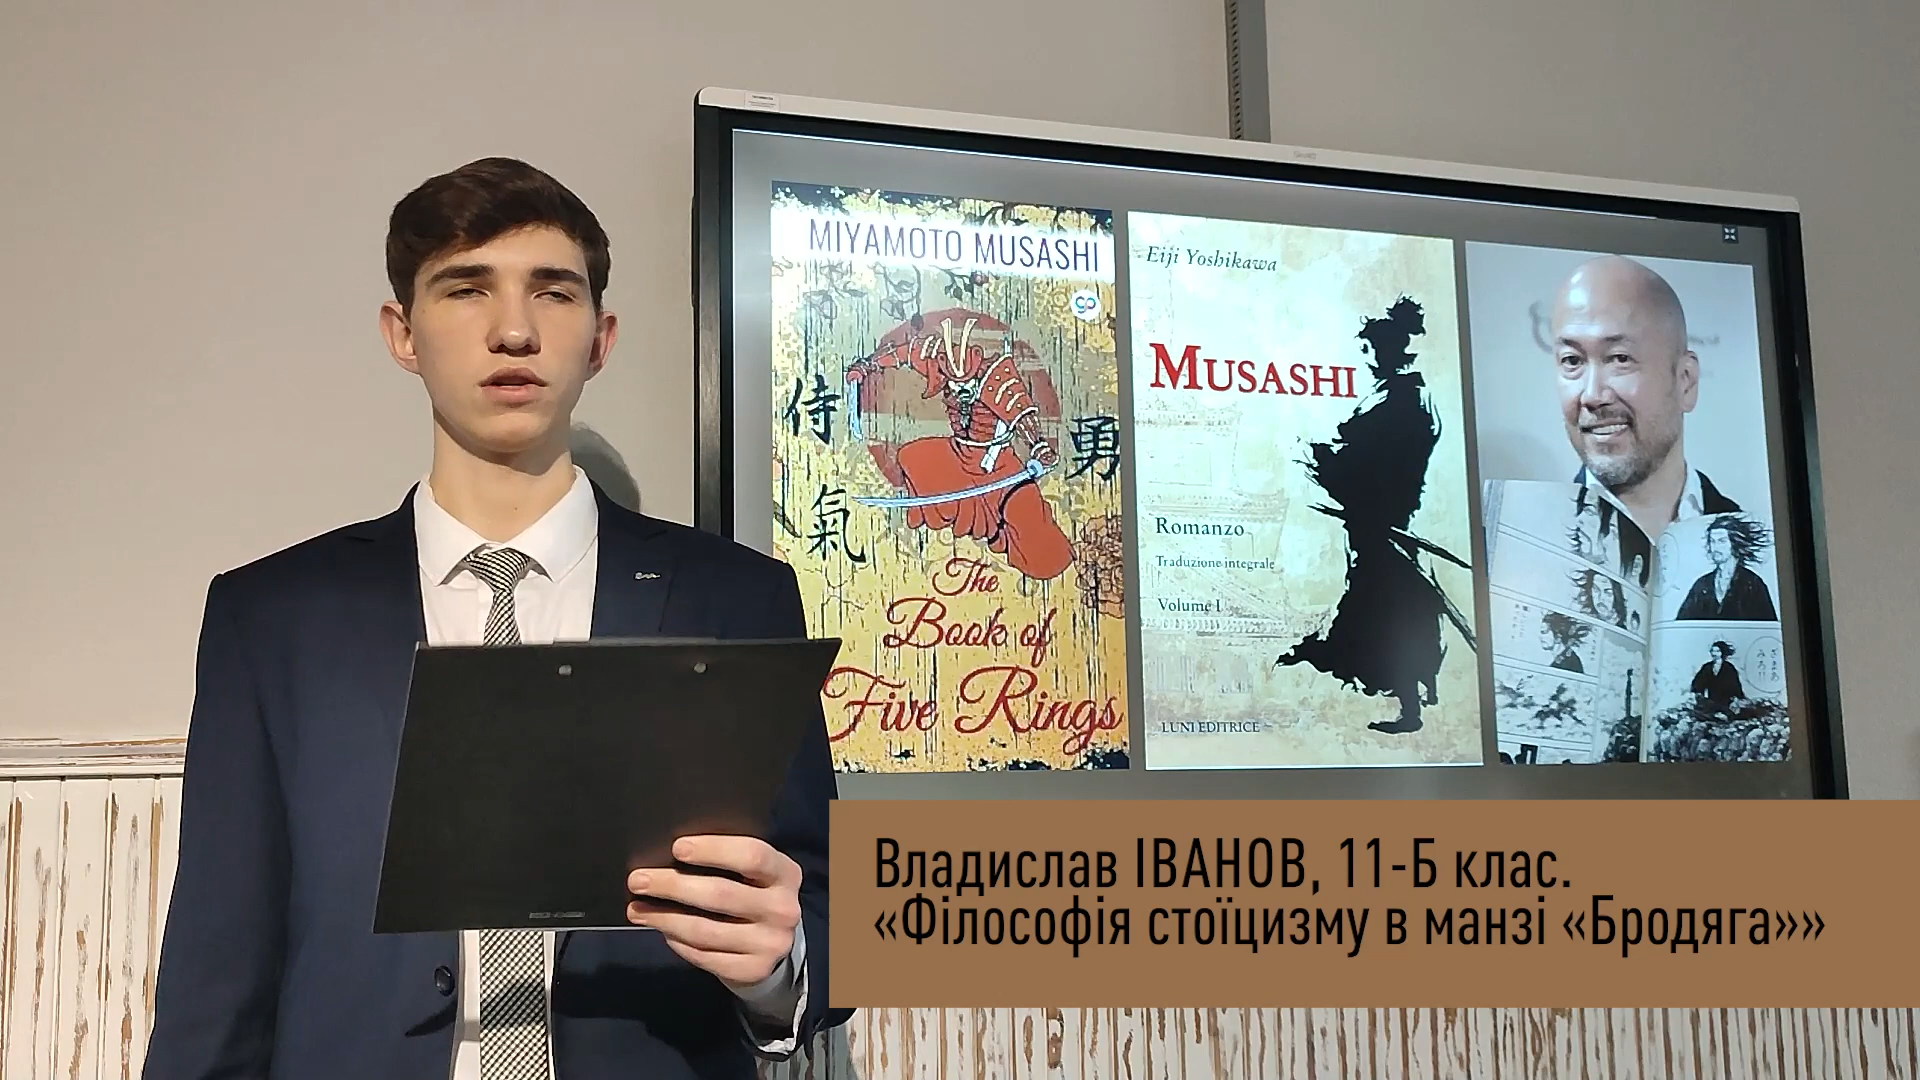 MIYAMOTO MUSASHI
go
侍
勇
氣
The
Book of
Five Rings
Eiji Yoshikawa
MUSASHI
Romanzo
Traduzione integrale
Volume I
LUNI EDITRICE
Владислав ІВАНОВ, 11-Б клас.
«Філософія стоїцизму в манзі «Бродяга»»